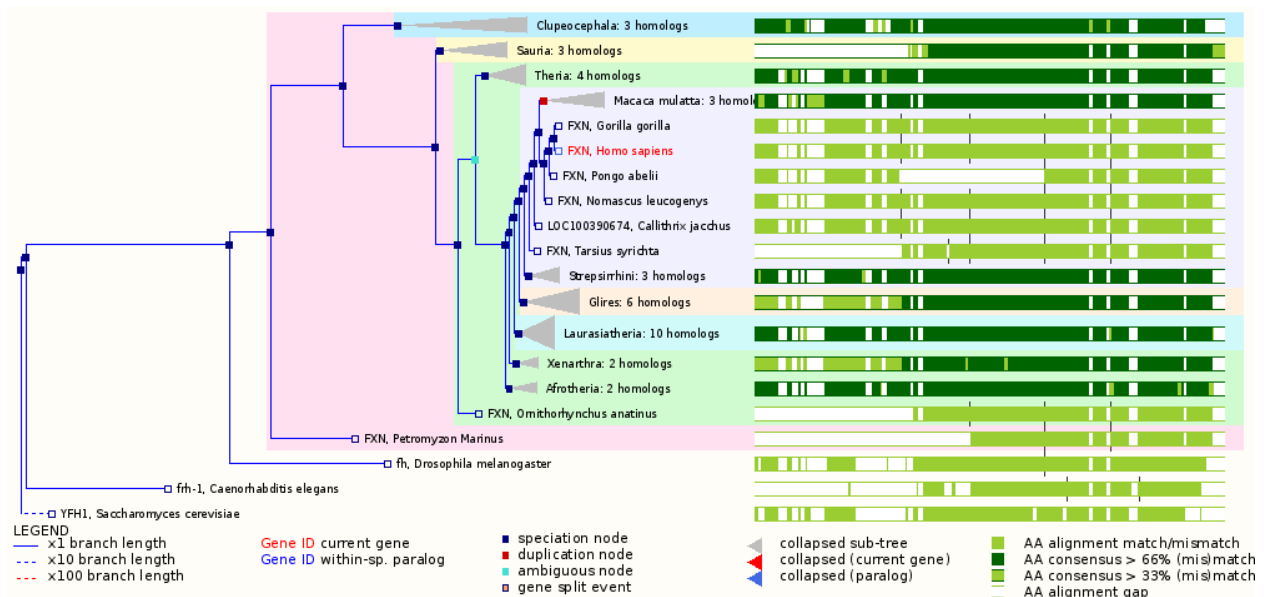 Clupeocephala: 3 homologs
Sauria: 3 homologs
Theria: 4 homologs
Macaca mulatta: 3 homol
FXN, Gorilla gorilla
FXN, Homo sapiens
FXN, Pongo abelii
FXN, Nomascus leucogenys
LOC100390674, Callithrix jacchus
FXN, Tarsius syrichta
Strepsirrhini: 3 homologs
Glires: 6 homologs
Laurasiatheria: 10 homologs
Xenarthra: 2 homologs
Afrotheria: 2 homologs
FXN, Ornithorhynchus anatinus
FXN, Petromyzon Marinus
fh, Drosophila melanogaster
frh-1, Caenorhabditis elegans
YFH1, Saccharomyces cerevisiae
LEGEND
x1 branch length
x10 branch length
x100 branch length
Gene ID current gene
Gene ID within-sp. paralog
speciation node
duplication node
ambiguous node
gene split event
collapsed sub-tree
collapsed (current gene)
collapsed (paralog)
AA alignment match/mismatch
AA consensus > 66% (mis)match
AA consensus > 33% (mis)match
AA alignment gap